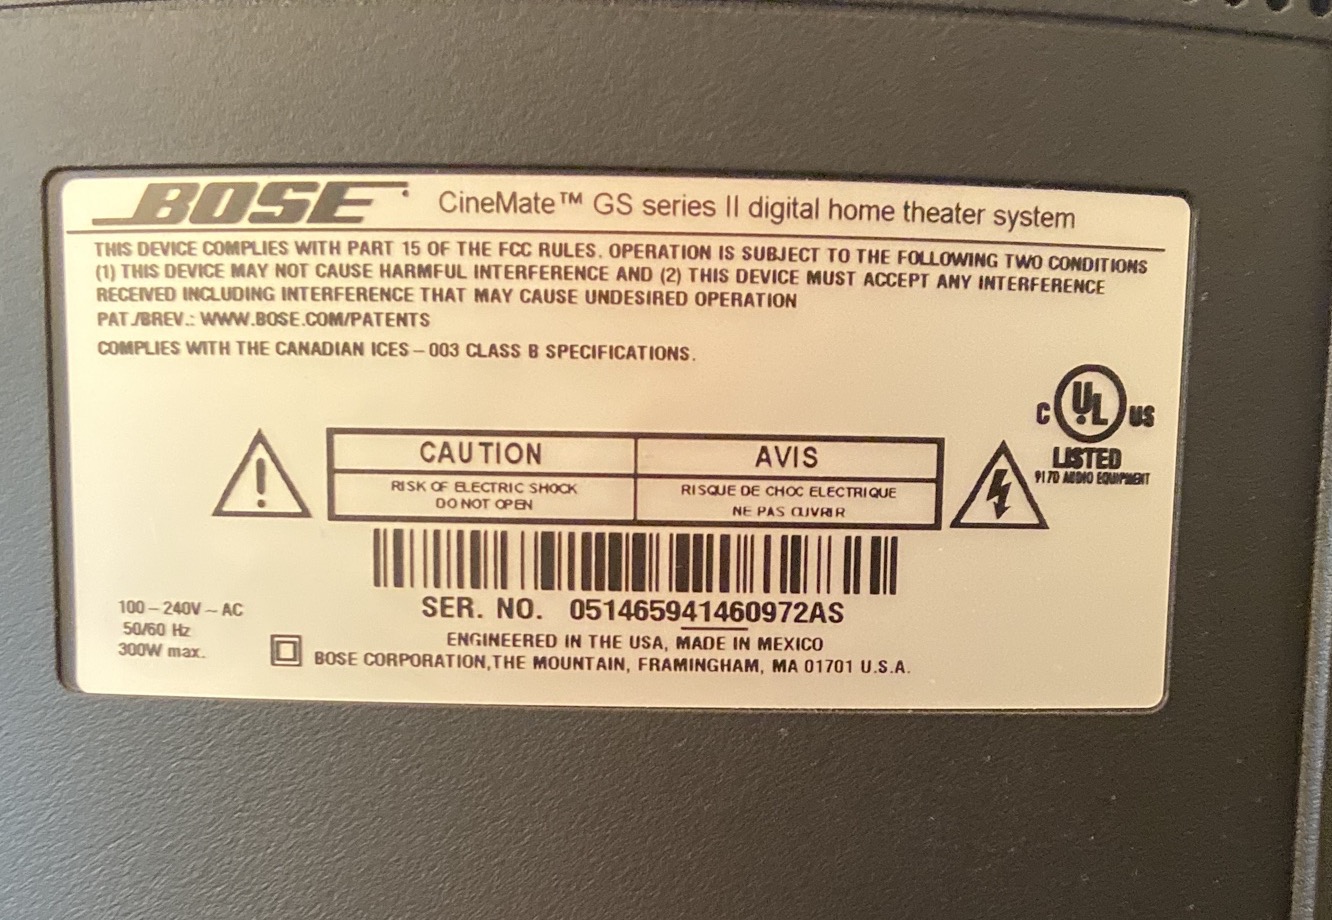 BOSE CineMate™ GS series II digital home theater system
THIS DEVICE COMPLIES WITH PART 15 OF THE FCC RULES. OPERATION IS SUBJECT TO THE FOLLOWING TWO CONDITIONS
(1) THIS DEVICE MAY NOT CAUSE HARMFUL INTERFERENCE AND (2) THIS DEVICE MUST ACCEPT ANY INTERFERENCE
RECEIVED INCLUDING INTERFERENCE THAT MAY CAUSE UNDESIRED OPERATION
PAT./BREV.: WWW.BOSE.COM/PATENTS
COMPLIES WITH THE CANADIAN ICES – 003 CLASS B SPECIFICATIONS.
C UL US
LISTED
917D AUDIO EQUIPMENT
CAUTION
RISK OF ELECTRIC SHOCK
DO NOT OPEN
AVIS
RISQUE DE CHOC ELECTRIQUE
NE PAS OUVRIR
SER. NO. 051465941460972AS
100 – 240V ~ AC
50/60 Hz
300W max.
ENGINEERED IN THE USA, MADE IN MEXICO
BOSE CORPORATION, THE MOUNTAIN, FRAMINGHAM, MA 01701 U.S.A.